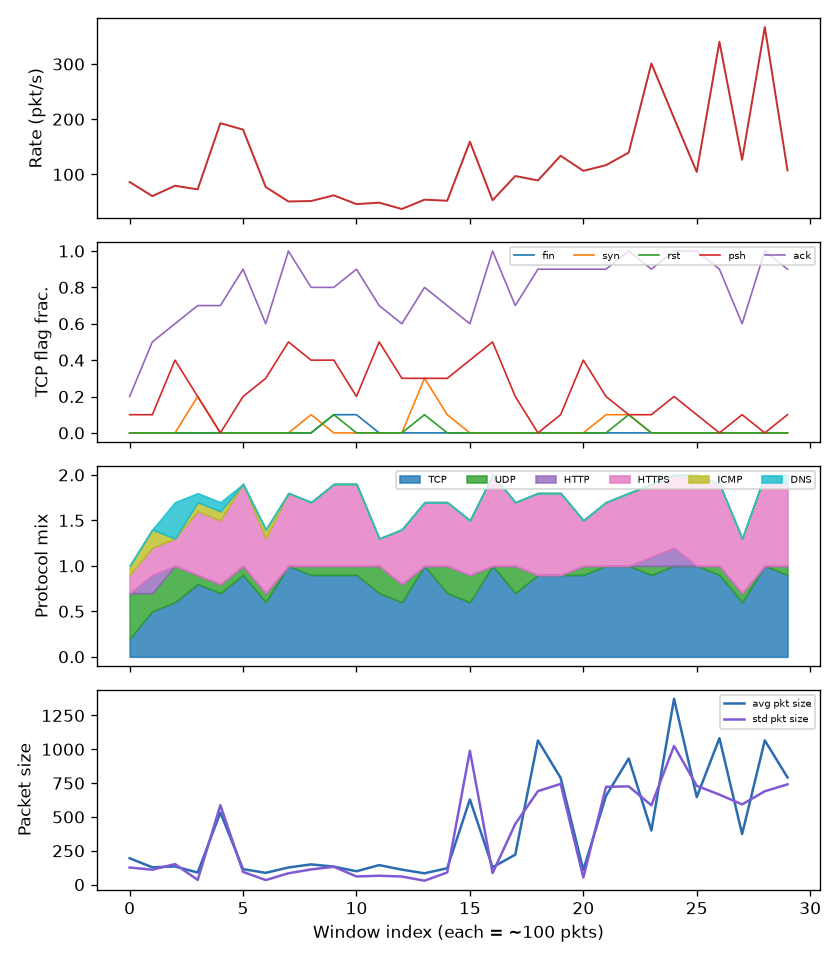 Rate (pkt/s)
300
200
100
TCP flag frac.
1.0
0.8
0.6
0.4
0.2
0.0
fin syn rst psh ack
Protocol mix
2.0
1.5
1.0
0.5
0.0
TCP UDP HTTP HTTPS ICMP DNS
Packet size
1250
1000
750
500
250
0
avg pkt size
std pkt size
0 5 10 15 20 25 30
Window index (each = ~100 pkts)